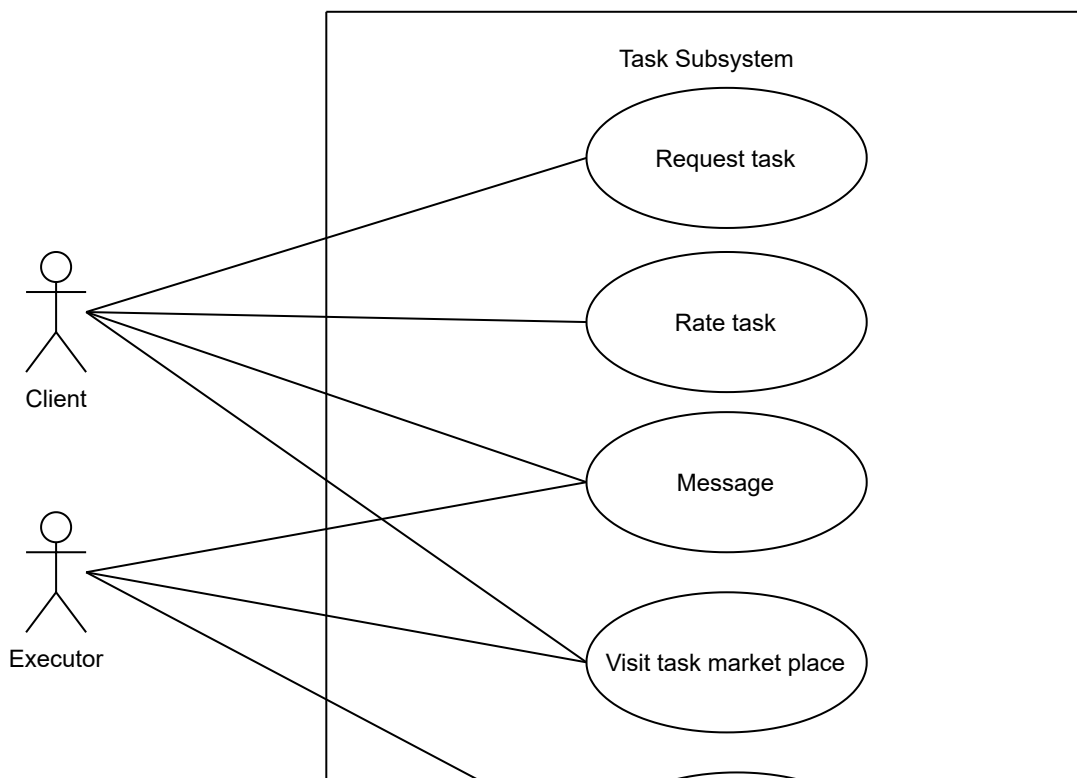 Task Subsystem
Request task
Rate task
Client
Message
Executor
Visit task market place